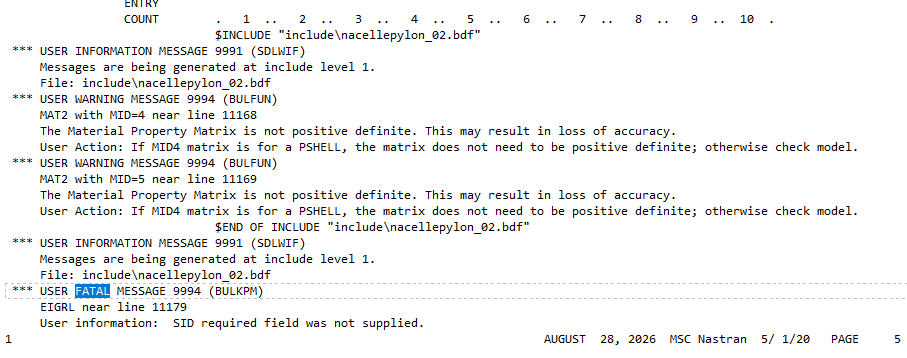 ENTRY
COUNT . 1 .. 2 .. 3 .. 4 .. 5 .. 6 .. 7 .. 8 .. 9 .. 10 .
$INCLUDE "include\nacellepylon_02.bdf"
*** USER INFORMATION MESSAGE 9991 (SDLWIF)
Messages are being generated at include level 1.
File: include\nacellepylon_02.bdf
*** USER WARNING MESSAGE 9994 (BULFUN)
MAT2 with MID=4 near line 11168
The Material Property Matrix is not positive definite. This may result in loss of accuracy.
User Action: If MID4 matrix is for a PSHELL, the matrix does not need to be positive definite; otherwise check model.
*** USER WARNING MESSAGE 9994 (BULFUN)
MAT2 with MID=5 near line 11169
The Material Property Matrix is not positive definite. This may result in loss of accuracy.
User Action: If MID4 matrix is for a PSHELL, the matrix does not need to be positive definite; otherwise check model.
$END OF INCLUDE "include\nacellepylon_02.bdf"
*** USER INFORMATION MESSAGE 9991 (SDLWIF)
Messages are being generated at include level 1.
File: include\nacellepylon_02.bdf
*** USER FATAL MESSAGE 9994 (BULKPM)
EIGRL near line 11179
User information:  SID required field was not supplied.
1 AUGUST  28, 2026  MSC Nastran  5/ 1/20   PAGE     5